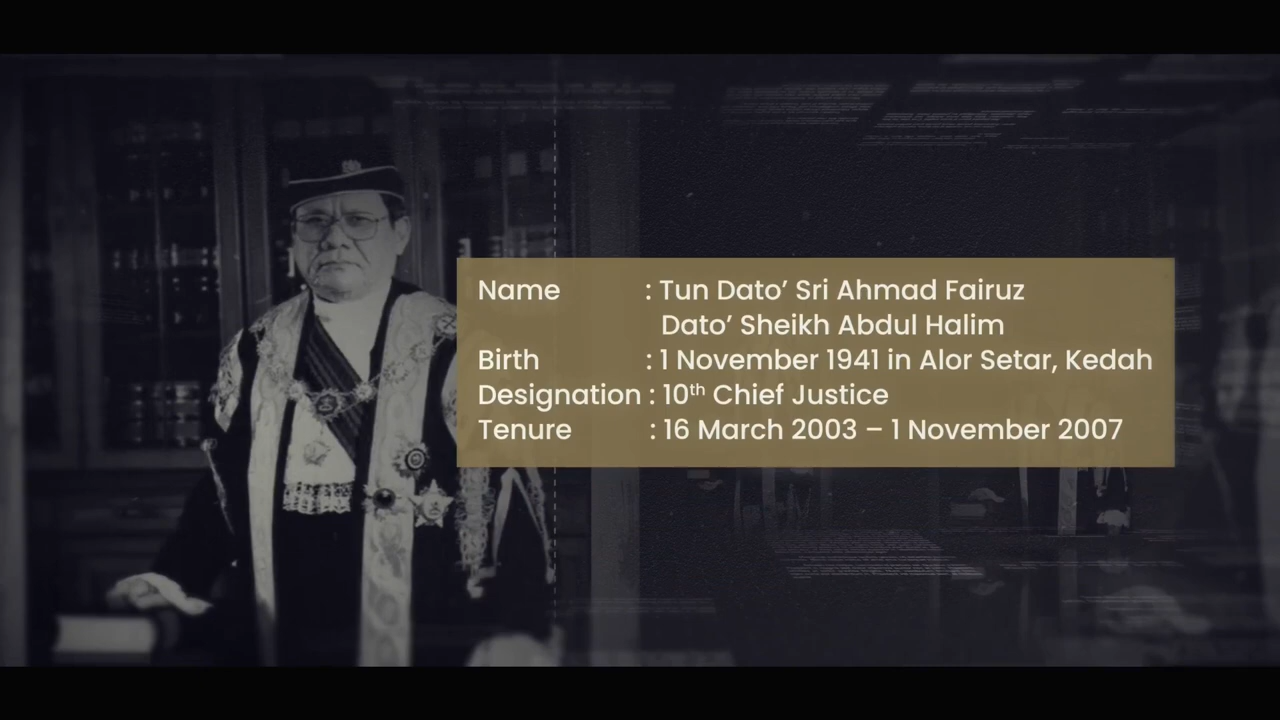 Name : Tun Dato’ Sri Ahmad Fairuz
Dato’ Sheikh Abdul Halim
Birth : 1 November 1941 in Alor Setar, Kedah
Designation : 10th Chief Justice
Tenure : 16 March 2003 – 1 November 2007